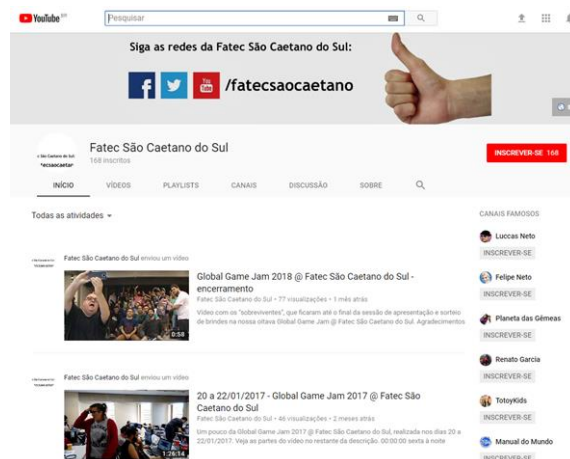 YouTube BR
Pesquisar
Siga as redes da Fatec São Caetano do Sul:
f You Tube /fatecsaocaetano
Fatec São Caetano do Sul
168 inscritos
INSCREVER-SE 168
INÍCIO VÍDEOS PLAYLISTS CANAIS DISCUSSÃO SOBRE
Todas as atividades
Fatec São Caetano do Sul enviou um vídeo
Global Game Jam 2018 @ Fatec São Caetano do Sul -
encerramento
Fatec São Caetano do Sul • 77 visualizações • 1 mês atrás
Vídeo com os "sobreviventes", que ficaram até o final da sessão de apresentação e sorteio
de brindes na nossa oitava Global Game Jam @ Fatec São Caetano do Sul. Agradecimentos
0:58
Fatec São Caetano do Sul enviou um vídeo
20 a 22/01/2017 - Global Game Jam 2017 @ Fatec São
Caetano do Sul
Fatec São Caetano do Sul • 46 visualizações • 2 meses atrás
Um pouco da Global Game Jam 2017 @ Fatec São Caetano do Sul, realizada nos dias 20 a
22/01/2017. Veja as partes do vídeo no restante da descrição. 00:00:00 sexta à noite
1:26:14
CANAIS FAMOSOS
Luccas Neto
INSCREVER-SE
Felipe Neto
INSCREVER-SE
Planeta das Gêmeas
INSCREVER-SE
Renato Garcia
INSCREVER-SE
TotoyKids
INSCREVER-SE
Manual do Mundo
INSCREVER-SE